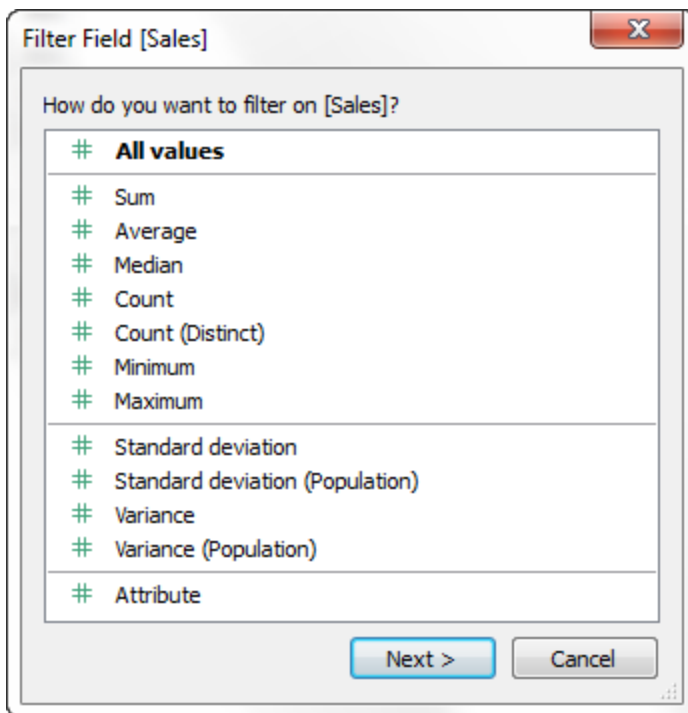 Filter Field [Sales]
How do you want to filter on [Sales]?
# All values
# Sum
# Average
# Median
# Count
# Count (Distinct)
# Minimum
# Maximum
# Standard deviation
# Standard deviation (Population)
# Variance
# Variance (Population)
# Attribute
Next > Cancel